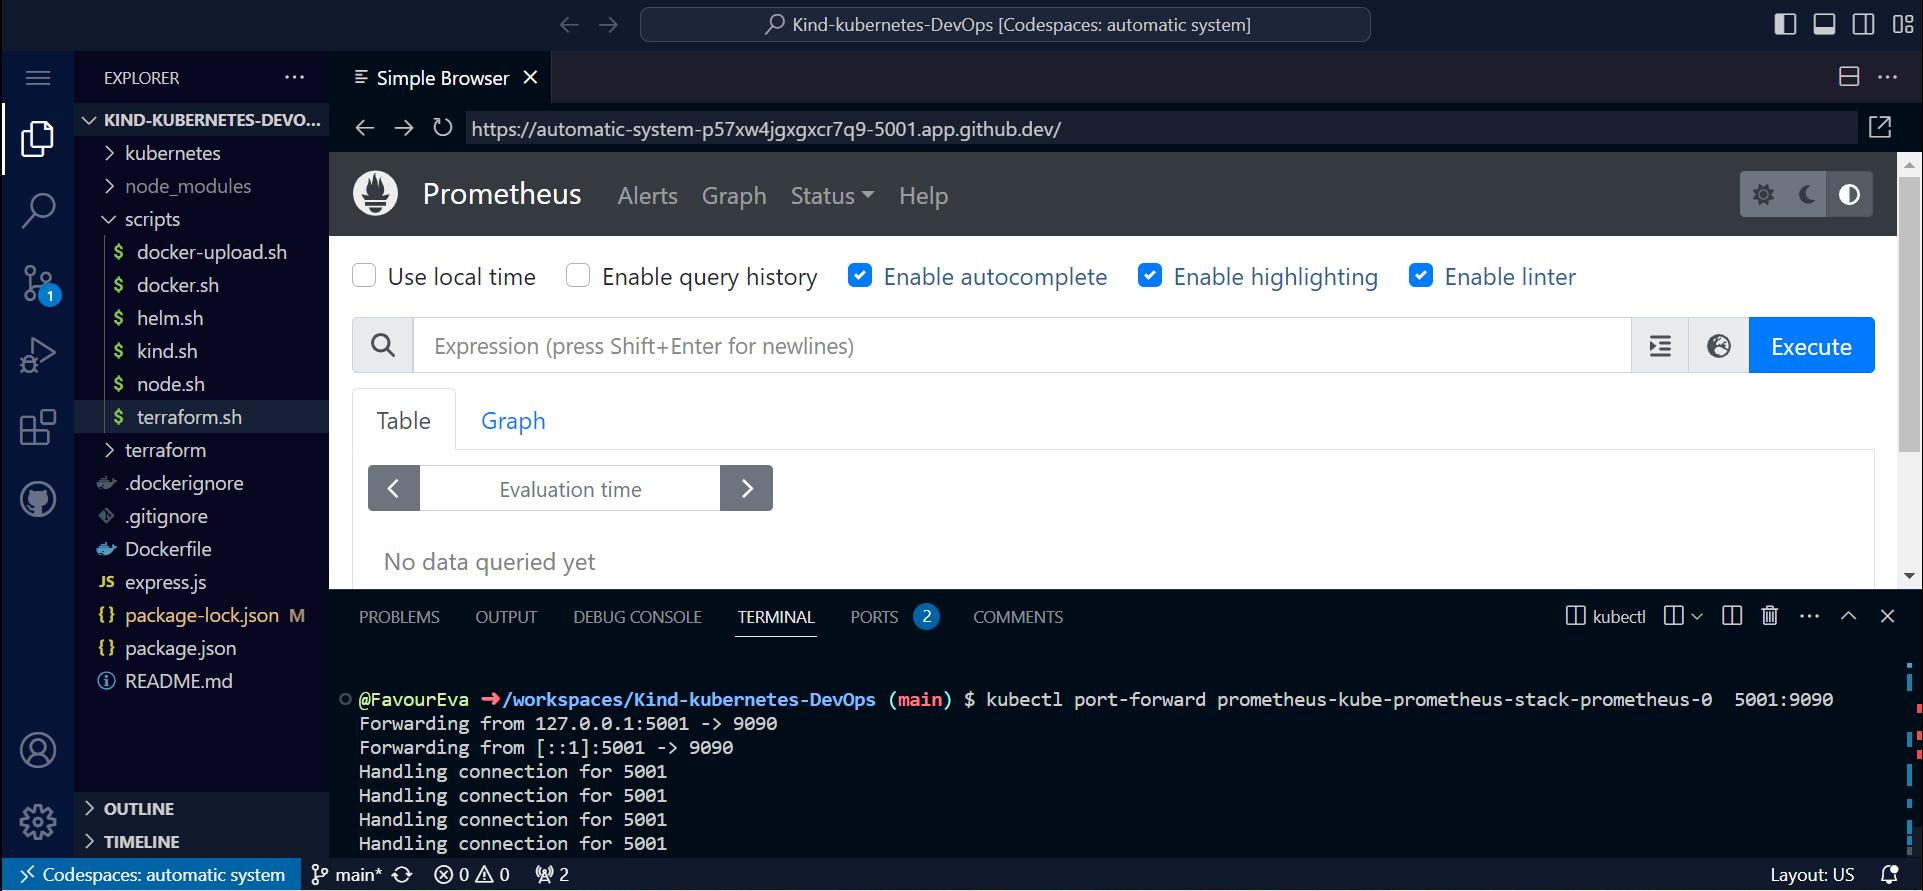 Kind-kubernetes-DevOps [Codespaces: automatic system]
EXPLORER
KIND-KUBERNETES-DEVO...
kubernetes
node_modules
scripts
$ docker-upload.sh
$ docker.sh
$ helm.sh
$ kind.sh
$ node.sh
$ terraform.sh
terraform
.dockerignore
.gitignore
Dockerfile
JS express.js
{} package-lock.json M
{} package.json
README.md
OUTLINE
TIMELINE
1
Simple Browser
https://automatic-system-p57xw4jgxgxcr7q9-5001.app.github.dev/
Prometheus Alerts Graph Status Help
Use local time Enable query history Enable autocomplete Enable highlighting Enable linter
Expression (press Shift+Enter for newlines) Execute
Table Graph
Evaluation time
No data queried yet
PROBLEMS OUTPUT DEBUG CONSOLE TERMINAL PORTS 2 COMMENTS kubectl
@FavourEva ➜/workspaces/Kind-kubernetes-DevOps (main) $ kubectl port-forward prometheus-kube-prometheus-stack-prometheus-0  5001:9090
Forwarding from 127.0.0.1:5001 -> 9090
Forwarding from [::1]:5001 -> 9090
Handling connection for 5001
Handling connection for 5001
Handling connection for 5001
Handling connection for 5001
Codespaces: automatic system main* 0 0 2 Layout: US